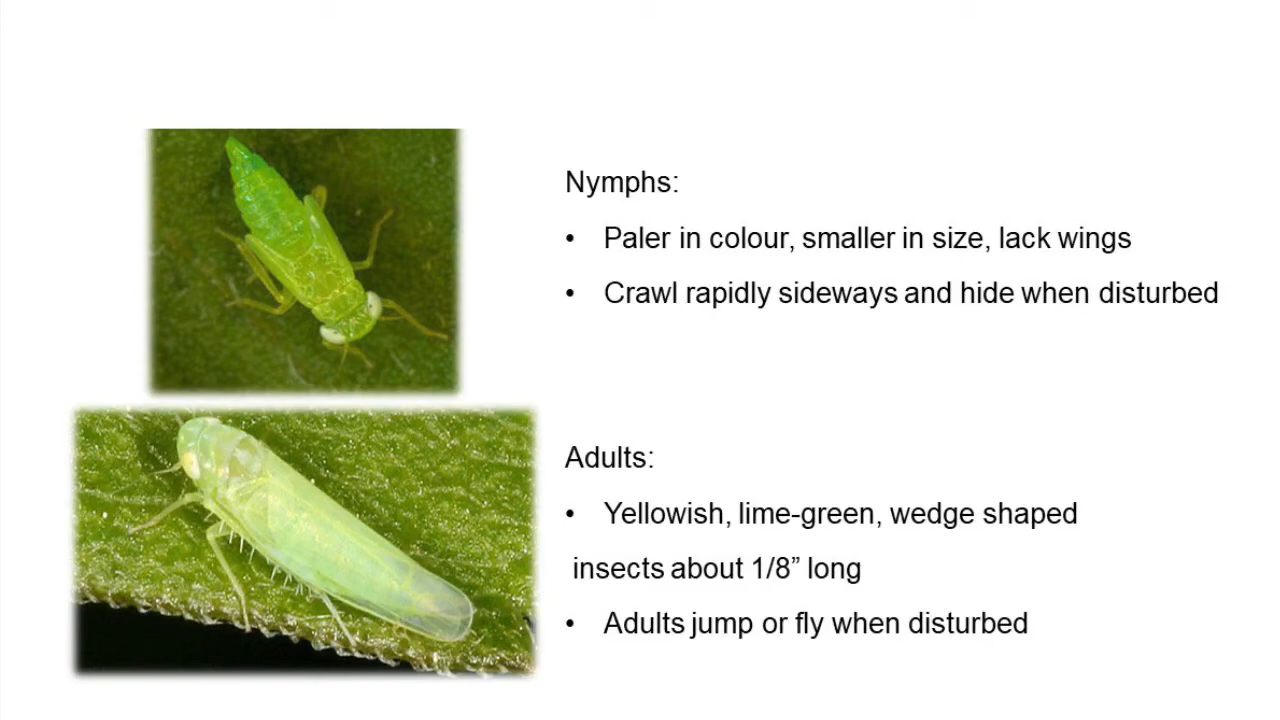 Nymphs:
• Paler in colour, smaller in size, lack wings
• Crawl rapidly sideways and hide when disturbed
Adults:
• Yellowish, lime-green, wedge shaped
insects about 1/8” long
• Adults jump or fly when disturbed